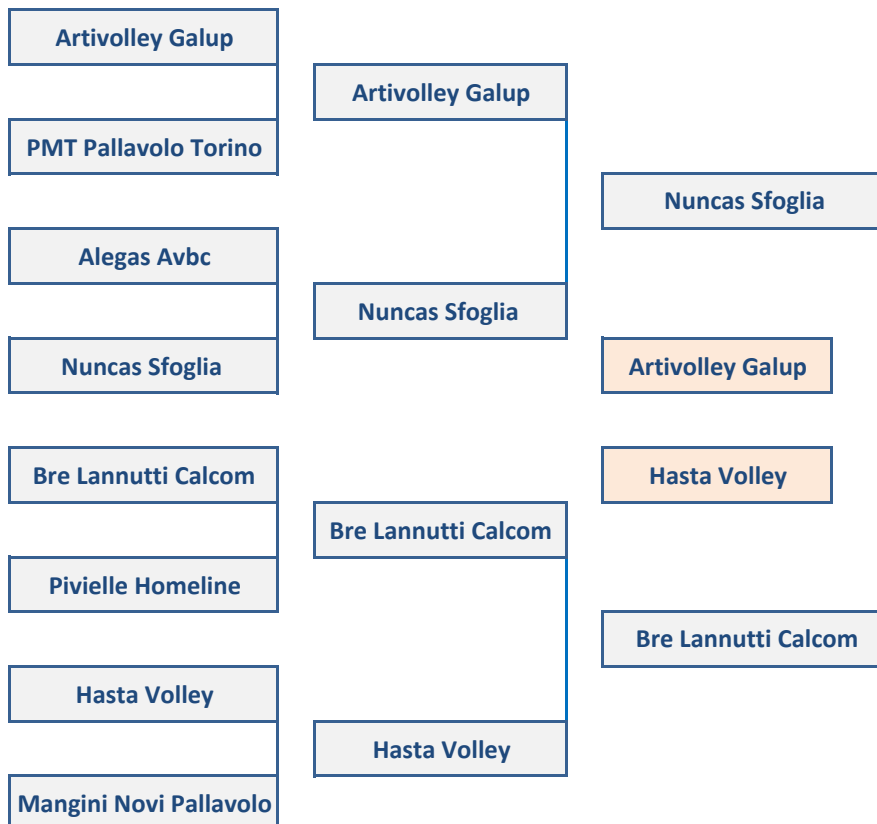 Artivolley Galup
PMT Pallavolo Torino
Alegas Avbc
Nuncas Sfoglia
Bre Lannutti Calcom
Pivielle Homeline
Hasta Volley
Mangini Novi Pallavolo
Artivolley Galup
Nuncas Sfoglia
Bre Lannutti Calcom
Hasta Volley
Nuncas Sfoglia
Artivolley Galup
Hasta Volley
Bre Lannutti Calcom